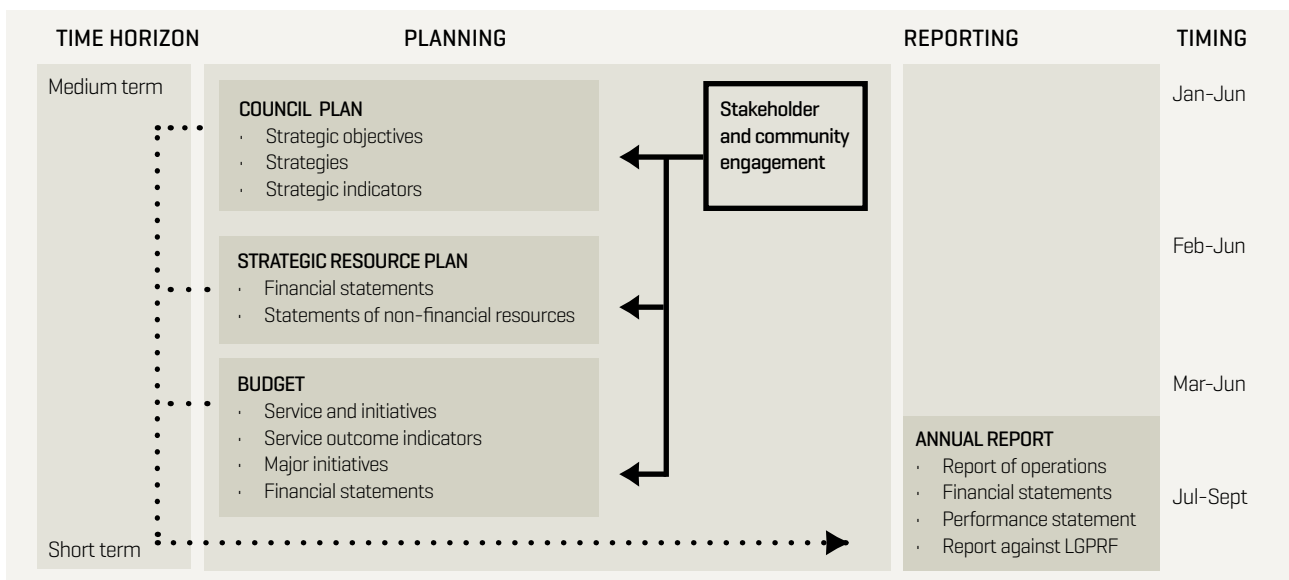 TIME HORIZON
PLANNING
REPORTING
TIMING
Medium term
COUNCIL PLAN
· Strategic objectives
· Strategies
· Strategic indicators
Stakeholder
and community
engagement
Jan-Jun
STRATEGIC RESOURCE PLAN
· Financial statements
· Statements of non-financial resources
Feb-Jun
BUDGET
· Service and initiatives
· Service outcome indicators
· Major initiatives
· Financial statements
Mar-Jun
ANNUAL REPORT
· Report of operations
· Financial statements
· Performance statement
· Report against LGPRF
Jul-Sept
Short term